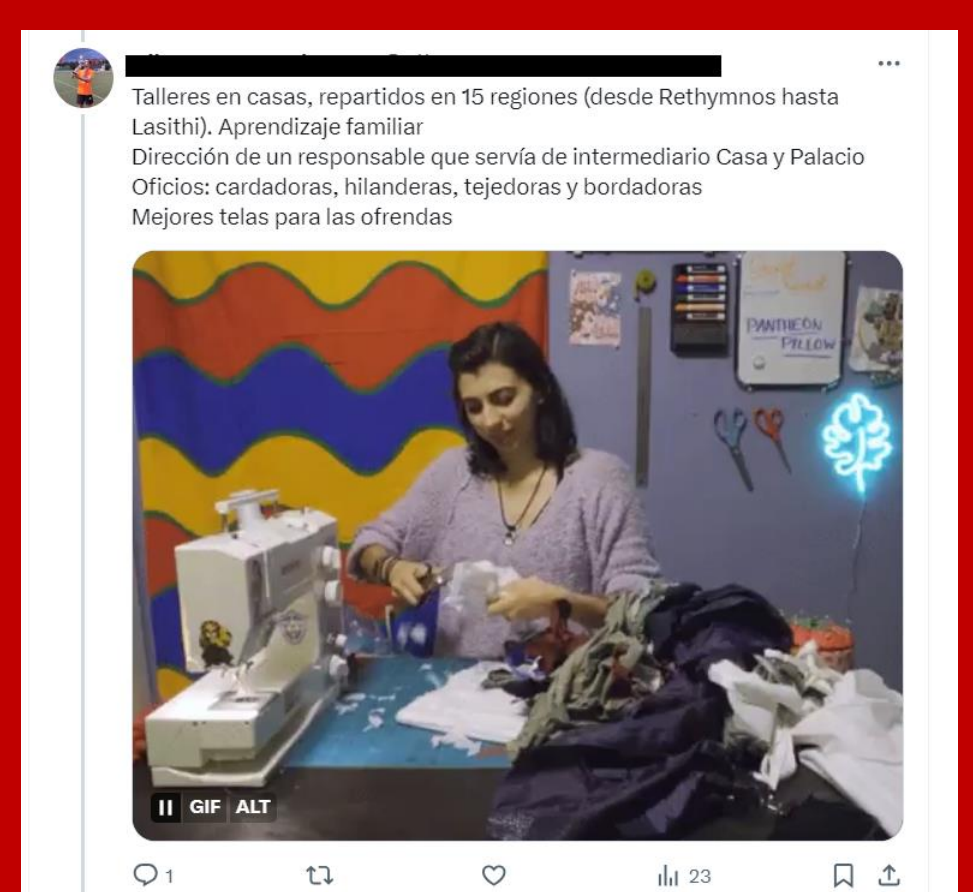 Talleres en casas, repartidos en 15 regiones (desde Rethymnos hasta
Lasithi). Aprendizaje familiar
Dirección de un responsable que servía de intermediario Casa y Palacio
Oficios: cardadoras, hilanderas, tejedoras y bordadoras
Mejores telas para las ofrendas
PANTHEON
PILLOW
GIF ALT
1
23